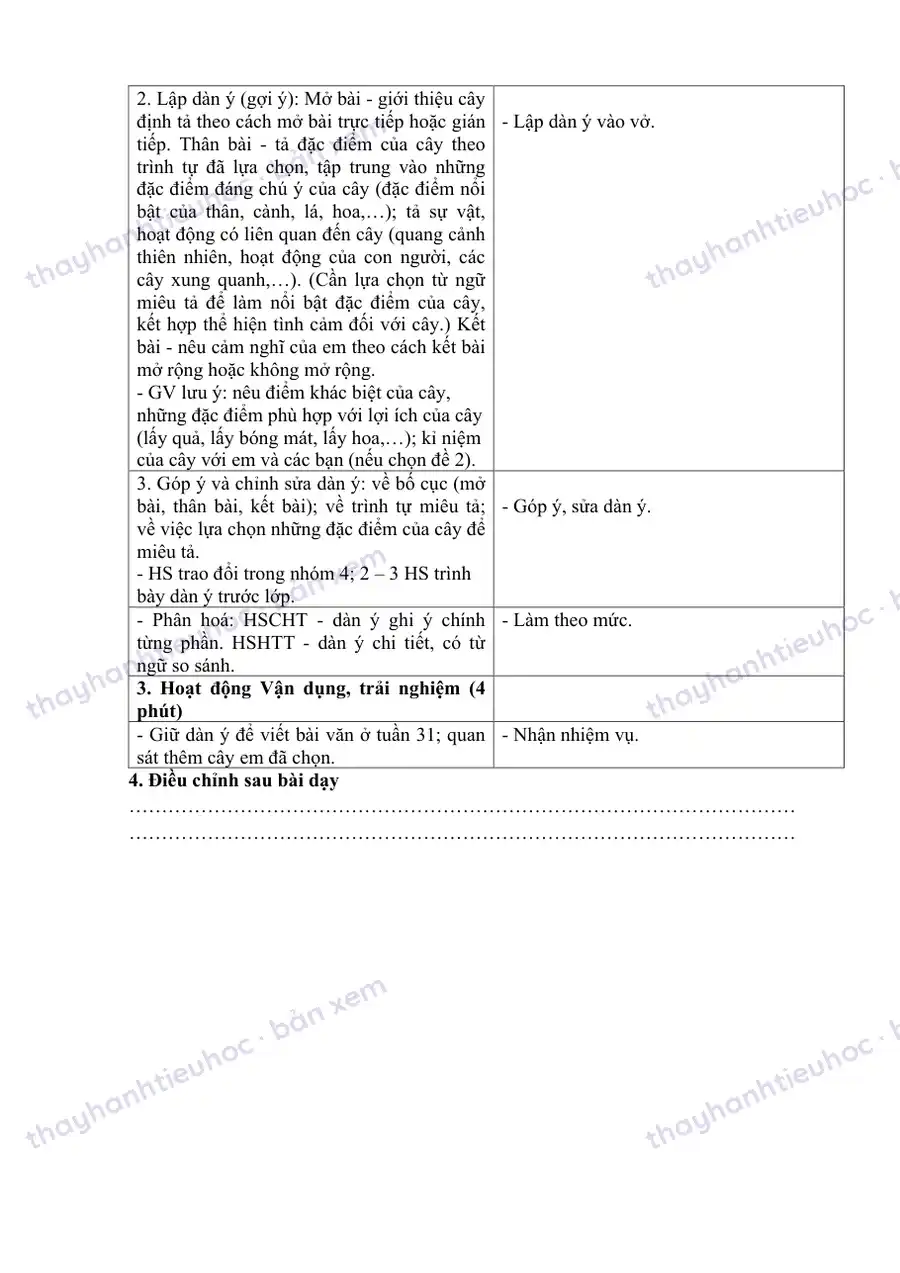 2. Lập dàn ý (gợi ý): Mở bài - giới thiệu cây
định tả theo cách mở bài trực tiếp hoặc gián
tiếp. Thân bài - tả đặc điểm của cây theo
trình tự đã lựa chọn, tập trung vào những
đặc điểm đáng chú ý của cây (đặc điểm nổi
bật của thân, cành, lá, hoa,…); tả sự vật,
hoạt động có liên quan đến cây (quang cảnh
thiên nhiên, hoạt động của con người, các
cây xung quanh,…). (Cần lựa chọn từ ngữ
miêu tả để làm nổi bật đặc điểm của cây,
kết hợp thể hiện tình cảm đối với cây.) Kết
bài - nêu cảm nghĩ của em theo cách kết bài
mở rộng hoặc không mở rộng.
- GV lưu ý: nêu điểm khác biệt của cây,
những đặc điểm phù hợp với lợi ích của cây
(lấy quả, lấy bóng mát, lấy hoa,…); kỉ niệm
của cây với em và các bạn (nếu chọn đề 2).
- Lập dàn ý vào vở.
3. Góp ý và chỉnh sửa dàn ý: về bố cục (mở
bài, thân bài, kết bài); về trình tự miêu tả;
về việc lựa chọn những đặc điểm của cây để
miêu tả.
- HS trao đổi trong nhóm 4; 2 – 3 HS trình
bày dàn ý trước lớp.
- Góp ý, sửa dàn ý.
- Phân hoá: HSCHT - dàn ý ghi ý chính
từng phần. HSHTT - dàn ý chi tiết, có từ
ngữ so sánh.
- Làm theo mức.
3. Hoạt động Vận dụng, trải nghiệm (4
phút)
- Giữ dàn ý để viết bài văn ở tuần 31; quan
sát thêm cây em đã chọn.
- Nhận nhiệm vụ.
4. Điều chỉnh sau bài dạy
…………………………………………………………………………………………
…………………………………………………………………………………………
thayhanhtieuhoc · bản xem
thayhanhtieuhoc · b
thayhanhtieuhoc · bản xem
thayhanhtieuhoc · b
thayhanhtieuhoc · bản xem
thayhanhtieuhoc · b